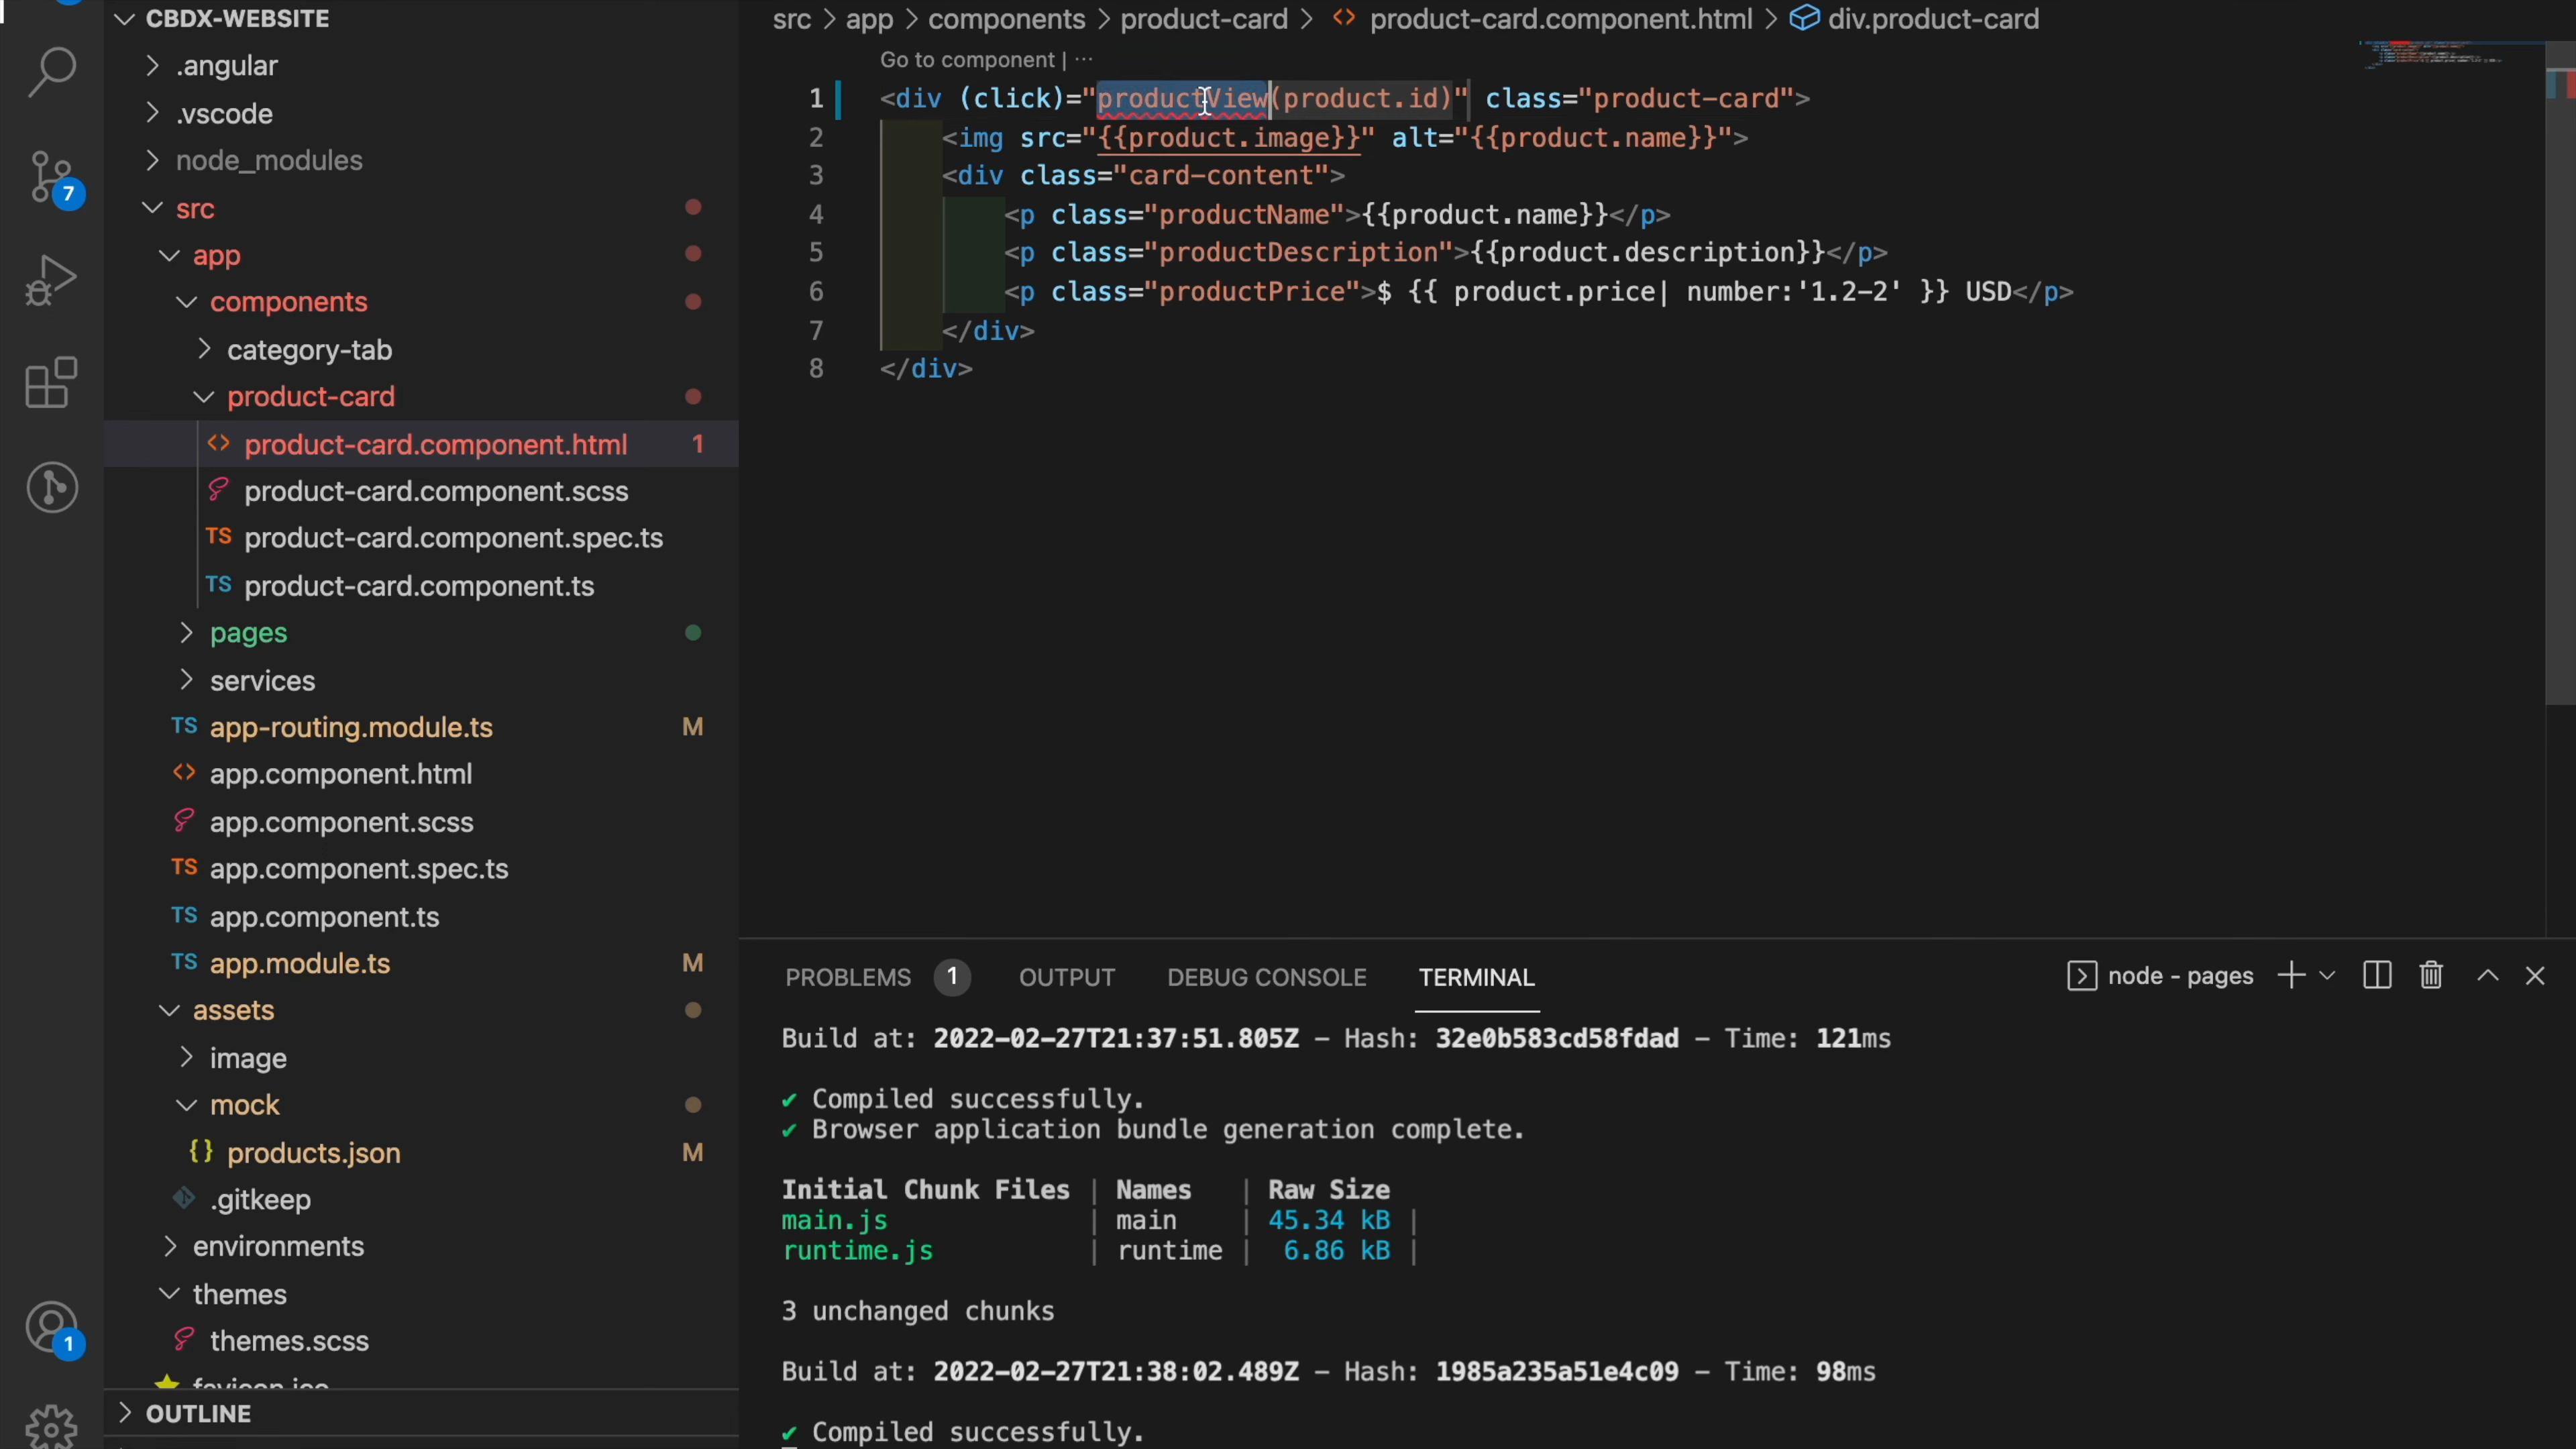 CBDX-WEBSITE
.angular
.vscode
node_modules
7
src
app
components
category-tab
product-card
product-card.component.html 1
product-card.component.scss
TS product-card.component.spec.ts
TS product-card.component.ts
pages
services
TS app-routing.module.ts M
app.component.html
app.component.scss
TS app.component.spec.ts
TS app.component.ts
TS app.module.ts M
assets
image
mock
{} products.json M
.gitkeep
environments
themes
1
themes.scss
OUTLINE
src > app > components > product-card > <> product-card.component.html > div.product-card
Go to component | ...
1 <div (click)="productView(product.id)" class="product-card">
2 <img src="{{product.image}}" alt="{{product.name}}">
3 <div class="card-content">
4 <p class="productName">{{product.name}}</p>
5 <p class="productDescription">{{product.description}}</p>
6 <p class="productPrice">$ {{ product.price| number:'1.2-2' }} USD</p>
7 </div>
8 </div>
PROBLEMS 1 OUTPUT DEBUG CONSOLE TERMINAL node - pages
Build at: 2022-02-27T21:37:51.805Z - Hash: 32e0b583cd58fdad - Time: 121ms
✔ Compiled successfully.
✔ Browser application bundle generation complete.
Initial Chunk Files | Names | Raw Size
main.js | main | 45.34 kB |
runtime.js | runtime | 6.86 kB |
3 unchanged chunks
Build at: 2022-02-27T21:38:02.489Z - Hash: 1985a235a51e4c09 - Time: 98ms
✔ Compiled successfully.